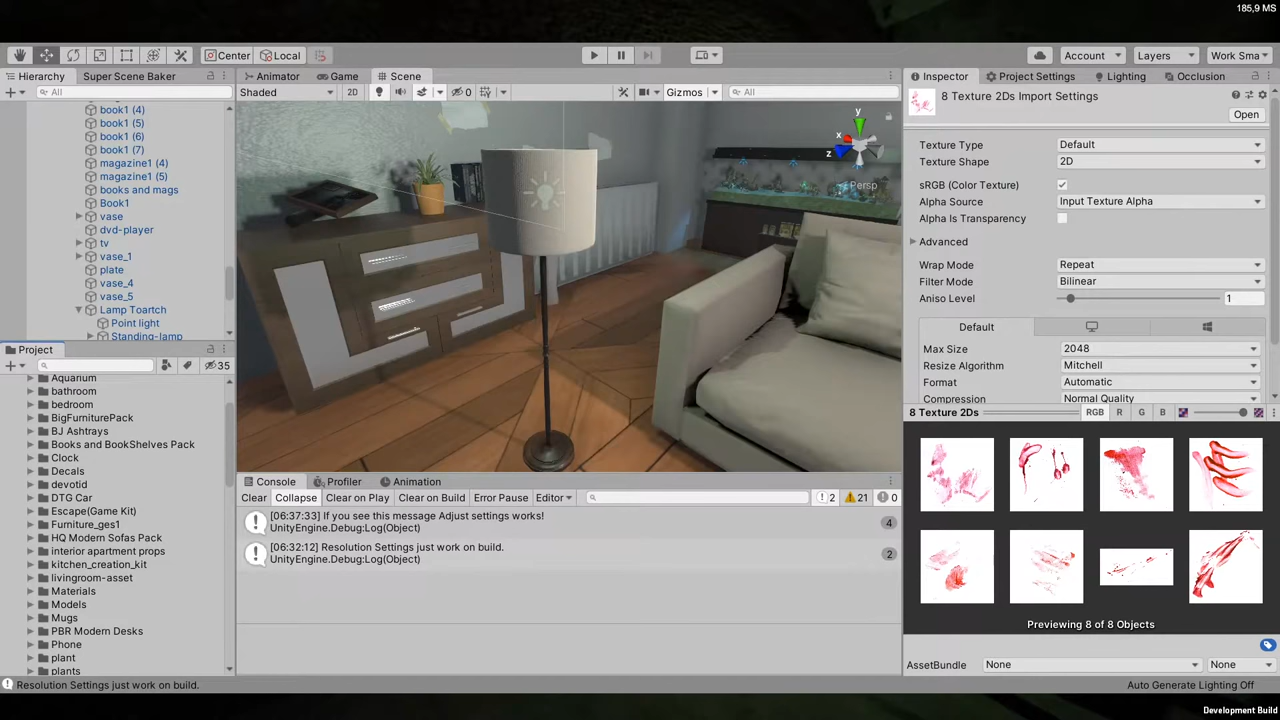 185,9 MS
Center Local Account Layers Work Sma
Hierarchy Super Scene Baker
All
book1 (4)
book1 (5)
book1 (6)
book1 (7)
magazine1 (4)
magazine1 (5)
books and mags
Book1
vase
dvd-player
tv
vase_1
plate
vase_4
vase_5
Lamp Toartch
Point light
Standing-lamp
Project
35
Aquarium
bathroom
bedroom
BigFurniturePack
BJ Ashtrays
Books and BookShelves Pack
Clock
Decals
devotid
DTG Car
Escape(Game Kit)
Furniture_ges1
HQ Modern Sofas Pack
interior apartment props
kitchen_creation_kit
livingroom-asset
Materials
Models
Mugs
PBR Modern Desks
Phone
plant
plants
Animator Game Scene
Shaded 2D 0 Gizmos All
y
x
z
Persp
Console Profiler Animation
Clear Collapse Clear on Play Clear on Build Error Pause Editor 2 21 0
[06:37:33] If you see this message Adjust settings works!
UnityEngine.Debug:Log(Object)
4
[06:32:12] Resolution Settings just work on build.
UnityEngine.Debug:Log(Object)
2
Inspector Project Settings Lighting Occlusion
8 Texture 2Ds Import Settings
Open
Texture Type Default
Texture Shape 2D
sRGB (Color Texture)
Alpha Source Input Texture Alpha
Alpha Is Transparency
Advanced
Wrap Mode Repeat
Filter Mode Bilinear
Aniso Level 1
Default
Max Size 2048
Resize Algorithm Mitchell
Format Automatic
Compression Normal Quality
8 Texture 2Ds RGB R G B
Previewing 8 of 8 Objects
AssetBundle None None
Resolution Settings just work on build. Auto Generate Lighting Off
Development Build